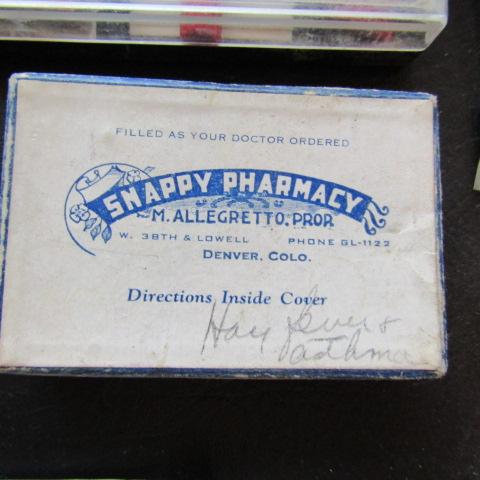 FILLED AS YOUR DOCTOR ORDERED
SNAPPY PHARMACY
M. ALLEGRETTO, PROP.
W. 38TH & LOWELL PHONE GL-1122
DENVER, COLO.
Directions Inside Cover
Hay fever &
asthma